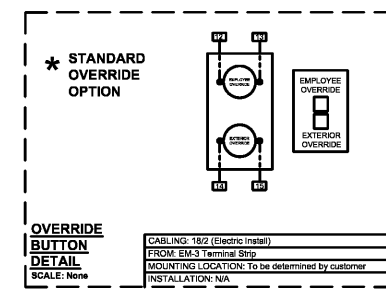 12 13
* STANDARD
OVERRIDE
OPTION
EMPLOYEE
OVERRIDE
EMPLOYEE
OVERRIDE
EXTERIOR
OVERRIDE
EXTERIOR
OVERRIDE
14 15
OVERRIDE
BUTTON
DETAIL
SCALE: None
CABLING: 18/2 (Electric Install)
FROM: EM-3 Terminal Strip
MOUNTING LOCATION: To be determined by customer
INSTALLATION: N/A